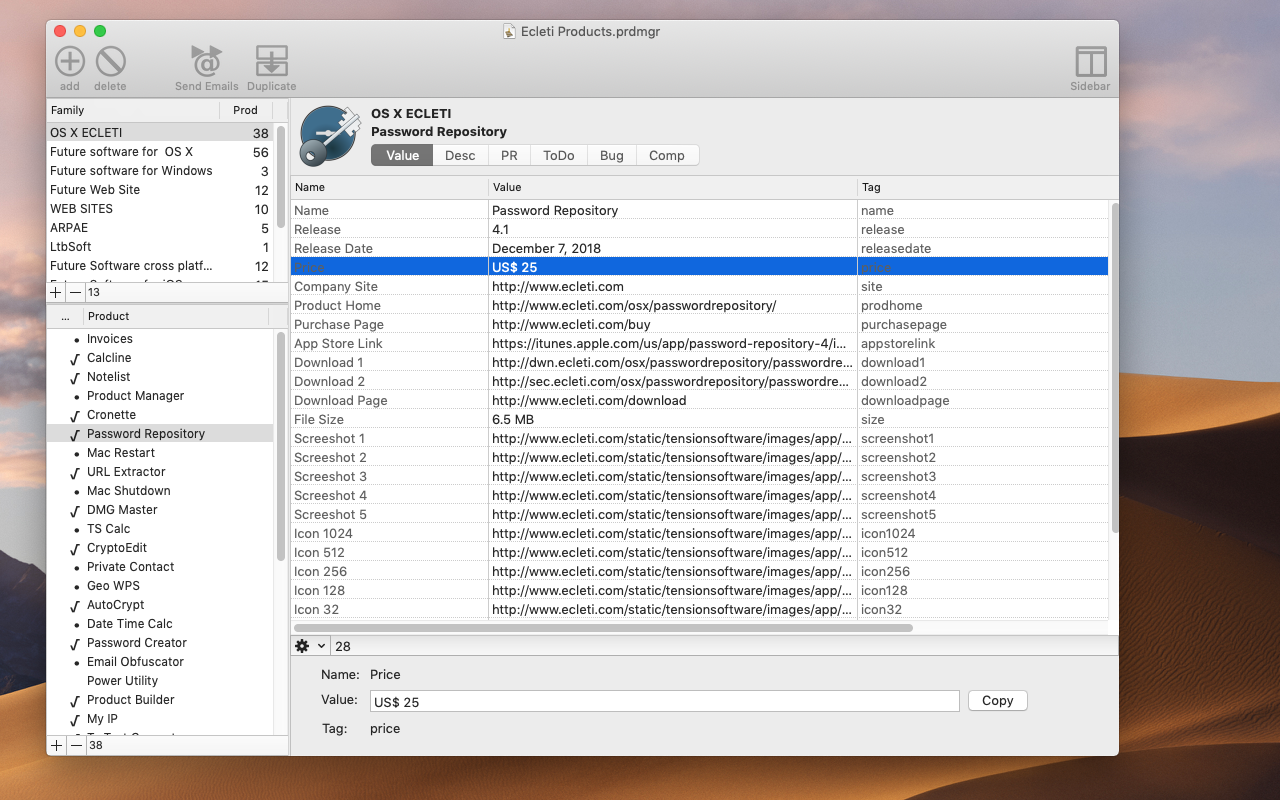 Ecleti Products.prdmgr
add delete Send Emails Duplicate Sidebar
Family Prod
OS X ECLETI 38
Future software for OS X 56
Future software for Windows 3
Future Web Site 12
WEB SITES 10
ARPAE 5
LtbSoft 1
Future Software cross platf... 12
13
... Product
Invoices
Calcline
Notelist
Product Manager
Cronette
Password Repository
Mac Restart
URL Extractor
Mac Shutdown
DMG Master
TS Calc
CryptoEdit
Private Contact
Geo WPS
AutoCrypt
Date Time Calc
Password Creator
Email Obfuscator
Power Utility
Product Builder
My IP
38
OS X ECLETI
Password Repository
Value Desc PR ToDo Bug Comp
Name Value Tag
Name Password Repository name
Release 4.1 release
Release Date December 7, 2018 releasedate
Price US$ 25 price
Company Site http://www.ecleti.com site
Product Home http://www.ecleti.com/osx/passwordrepository/ prodhome
Purchase Page http://www.ecleti.com/buy purchasepage
App Store Link https://itunes.apple.com/us/app/password-repository-4/i... appstorelink
Download 1 http://dwn.ecleti.com/osx/passwordrepository/passwordre... download1
Download 2 http://sec.ecleti.com/osx/passwordrepository/passwordre... download2
Download Page http://www.ecleti.com/download downloadpage
File Size 6.5 MB size
Screeshot 1 http://www.ecleti.com/static/tensionsoftware/images/app/... screenshot1
Screeshot 2 http://www.ecleti.com/static/tensionsoftware/images/app/... screenshot2
Screeshot 3 http://www.ecleti.com/static/tensionsoftware/images/app/... screenshot3
Screeshot 4 http://www.ecleti.com/static/tensionsoftware/images/app/... screenshot4
Screeshot 5 http://www.ecleti.com/static/tensionsoftware/images/app/... screenshot5
Icon 1024 http://www.ecleti.com/static/tensionsoftware/images/app/... icon1024
Icon 512 http://www.ecleti.com/static/tensionsoftware/images/app/... icon512
Icon 256 http://www.ecleti.com/static/tensionsoftware/images/app/... icon256
Icon 128 http://www.ecleti.com/static/tensionsoftware/images/app/... icon128
Icon 32 http://www.ecleti.com/static/tensionsoftware/images/app/... icon32
28
Name: Price
Value: US$ 25 Copy
Tag: price